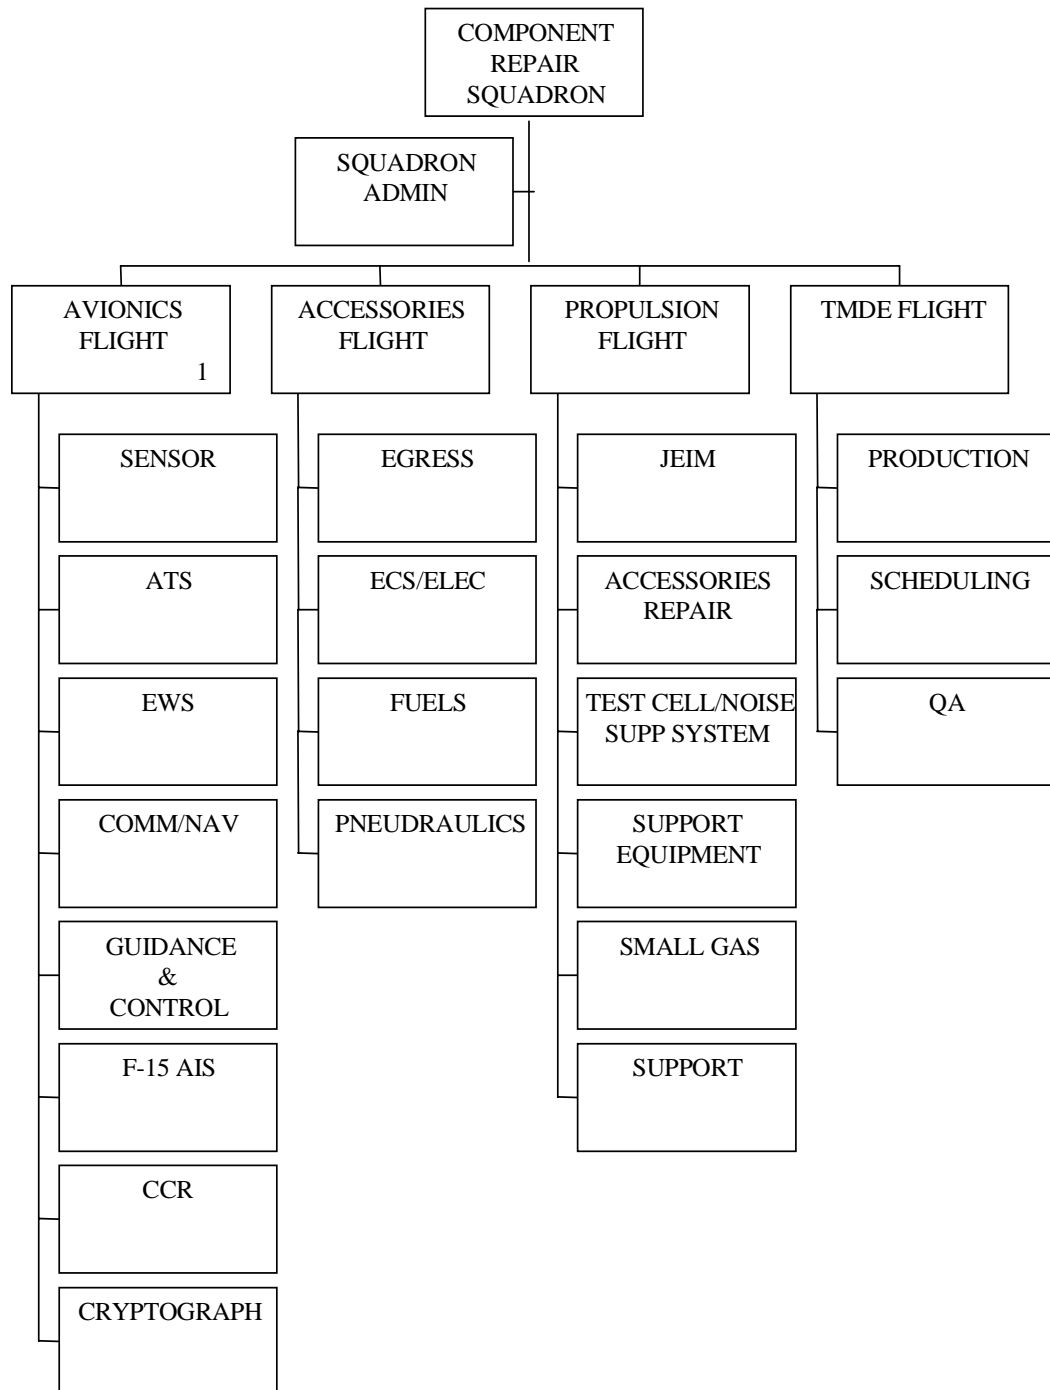 COMPONENT
REPAIR
SQUADRON
SQUADRON
ADMIN
AVIONICS
FLIGHT
1
ACCESSORIES
FLIGHT
PROPULSION
FLIGHT
TMDE FLIGHT
SENSOR
ATS
EWS
COMM/NAV
GUIDANCE
&
CONTROL
F-15 AIS
CCR
CRYPTOGRAPH
EGRESS
ECS/ELEC
FUELS
PNEUDRAULICS
JEIM
ACCESSORIES
REPAIR
TEST CELL/NOISE
SUPP SYSTEM
SUPPORT
EQUIPMENT
SMALL GAS
SUPPORT
PRODUCTION
SCHEDULING
QA